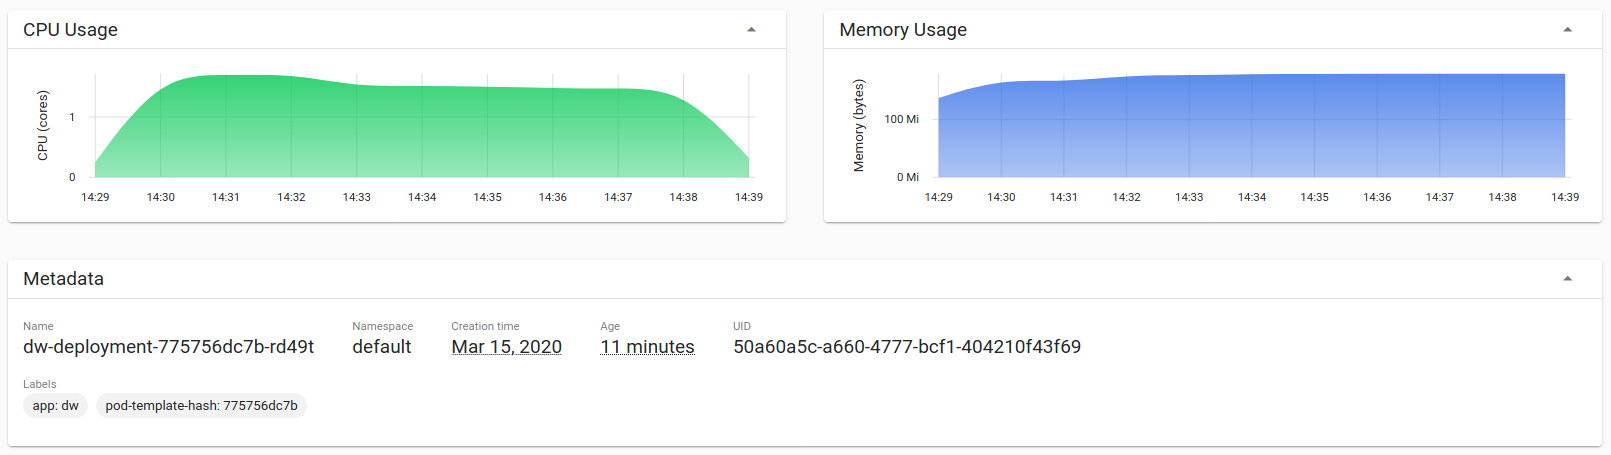 CPU Usage
Memory Usage
CPU (cores)
1
0
14:29 14:30 14:31 14:32 14:33 14:34 14:35 14:36 14:37 14:38 14:39
Memory (bytes)
100 Mi
0 Mi
14:29 14:30 14:31 14:32 14:33 14:34 14:35 14:36 14:37 14:38 14:39
Metadata
Name Namespace Creation time Age UID
dw-deployment-775756dc7b-rd49t default Mar 15, 2020 11 minutes 50a60a5c-a660-4777-bcf1-404210f43f69
Labels
app: dw pod-template-hash: 775756dc7b